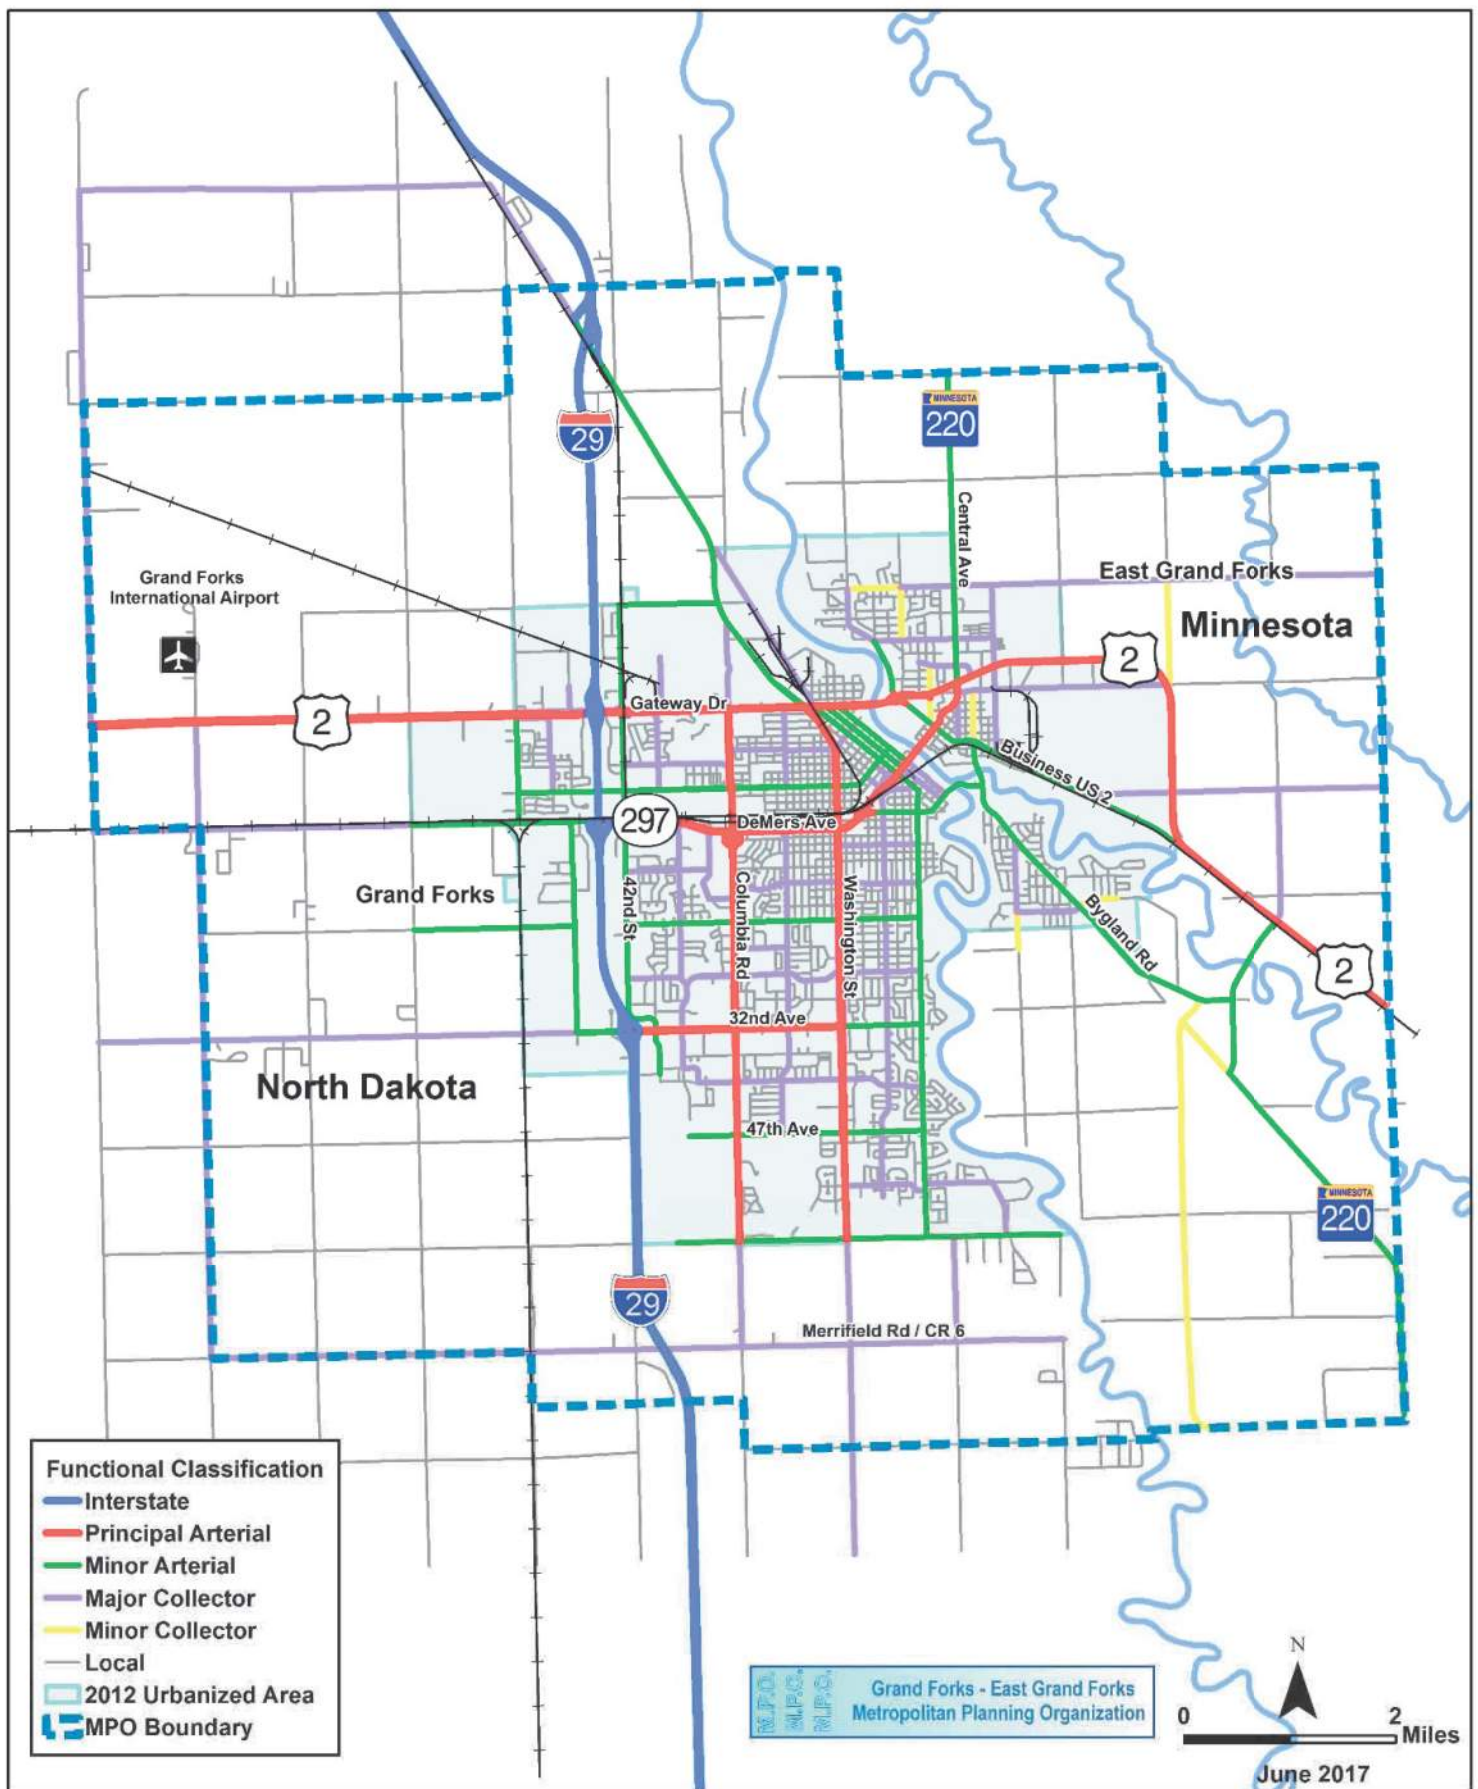 29
MINNESOTA
220
Central Ave
East Grand Forks
Grand Forks
International Airport
Minnesota
2
2
Gateway Dr
Business US 2
297
DeMers Ave
Grand Forks
42nd St
Columbia Rd
Washington St
Bygland Rd
2
32nd Ave
North Dakota
47th Ave
MINNESOTA
220
29
Merrifield Rd / CR 6
Functional Classification
Interstate
Principal Arterial
Minor Arterial
Major Collector
Minor Collector
Local
2012 Urbanized Area
MPO Boundary
M.P.O.
M.P.O.
M.P.O.
Grand Forks - East Grand Forks
Metropolitan Planning Organization
N
0 2
Miles
June 2017